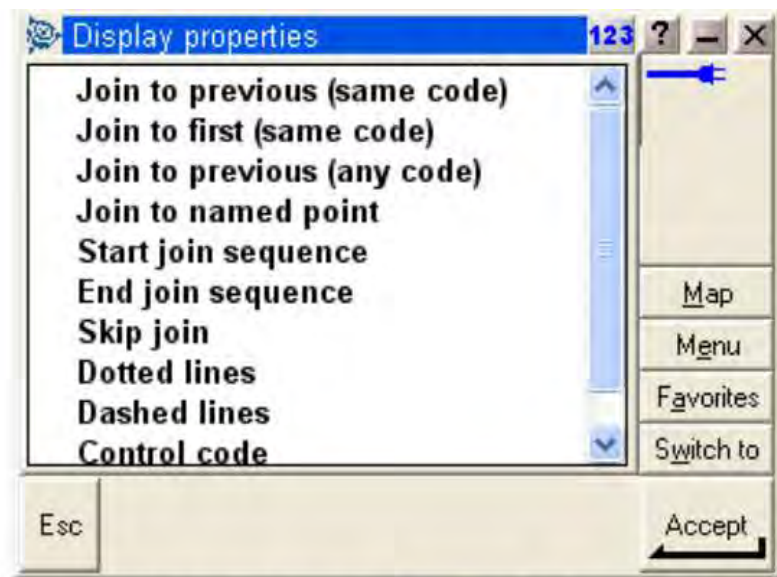 Display properties
123
?
Join to previous (same code)
Join to first (same code)
Join to previous (any code)
Join to named point
Start join sequence
End join sequence
Skip join
Dotted lines
Dashed lines
Control code
Map
Menu
Favorites
Switch to
Esc
Accept